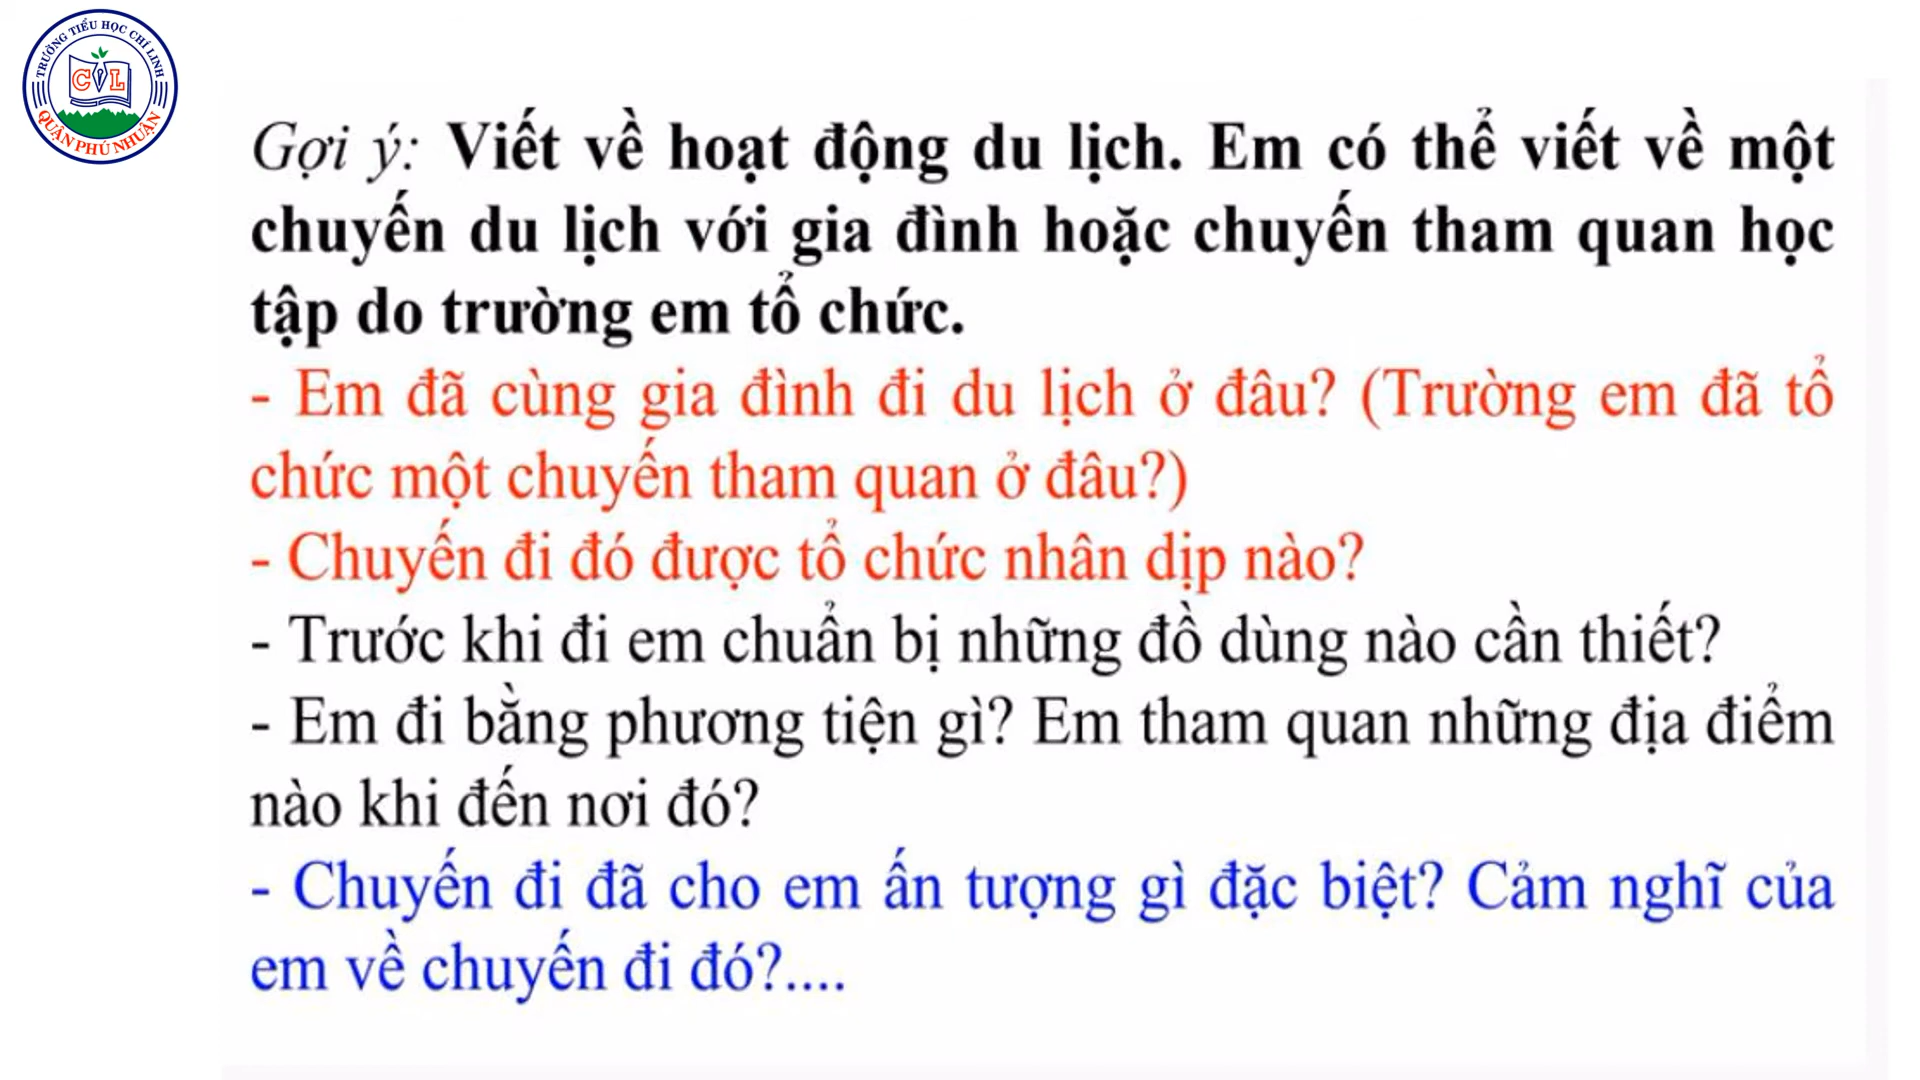 TRƯỜNG TIỂU HỌC CHÍ LINH
CVL
QUẬN PHÚ NHUẬN
Gợi ý: Viết về hoạt động du lịch. Em có thể viết về một
chuyến du lịch với gia đình hoặc chuyến tham quan học
tập do trường em tổ chức.
- Em đã cùng gia đình đi du lịch ở đâu? (Trường em đã tổ
chức một chuyến tham quan ở đâu?)
- Chuyến đi đó được tổ chức nhân dịp nào?
- Trước khi đi em chuẩn bị những đồ dùng nào cần thiết?
- Em đi bằng phương tiện gì? Em tham quan những địa điểm
nào khi đến nơi đó?
- Chuyến đi đã cho em ấn tượng gì đặc biệt? Cảm nghĩ của
em về chuyến đi đó?....